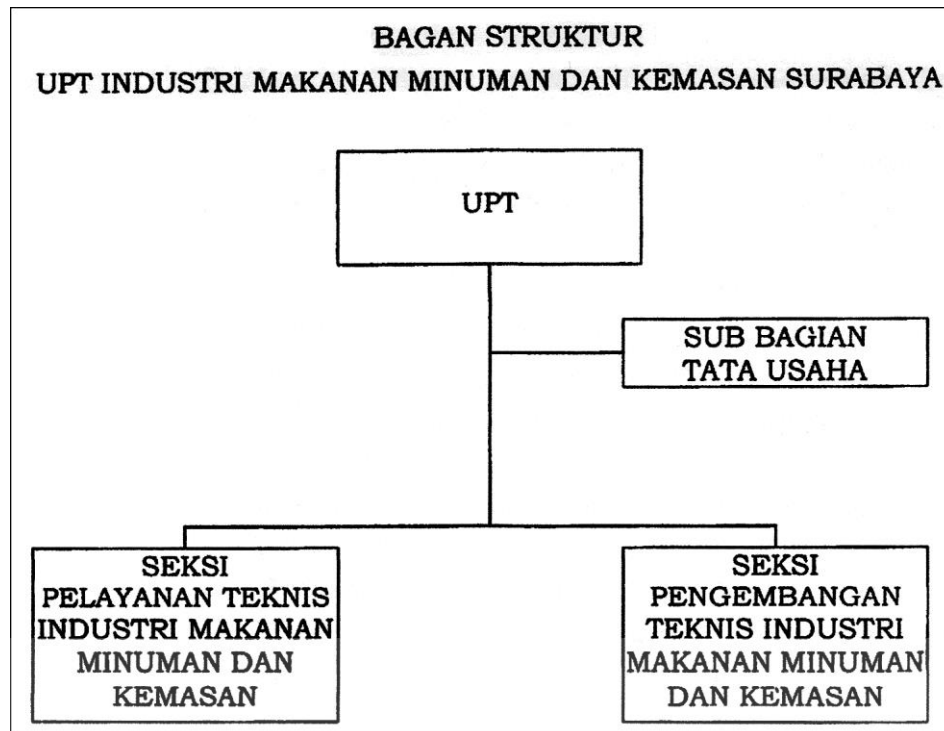 BAGAN STRUKTUR
UPT INDUSTRI MAKANAN MINUMAN DAN KEMASAN SURABAYA
UPT
SUB BAGIAN
TATA USAHA
SEKSI
PELAYANAN TEKNIS
INDUSTRI MAKANAN
MINUMAN DAN
KEMASAN
SEKSI
PENGEMBANGAN
TEKNIS INDUSTRI
MAKANAN MINUMAN
DAN KEMASAN